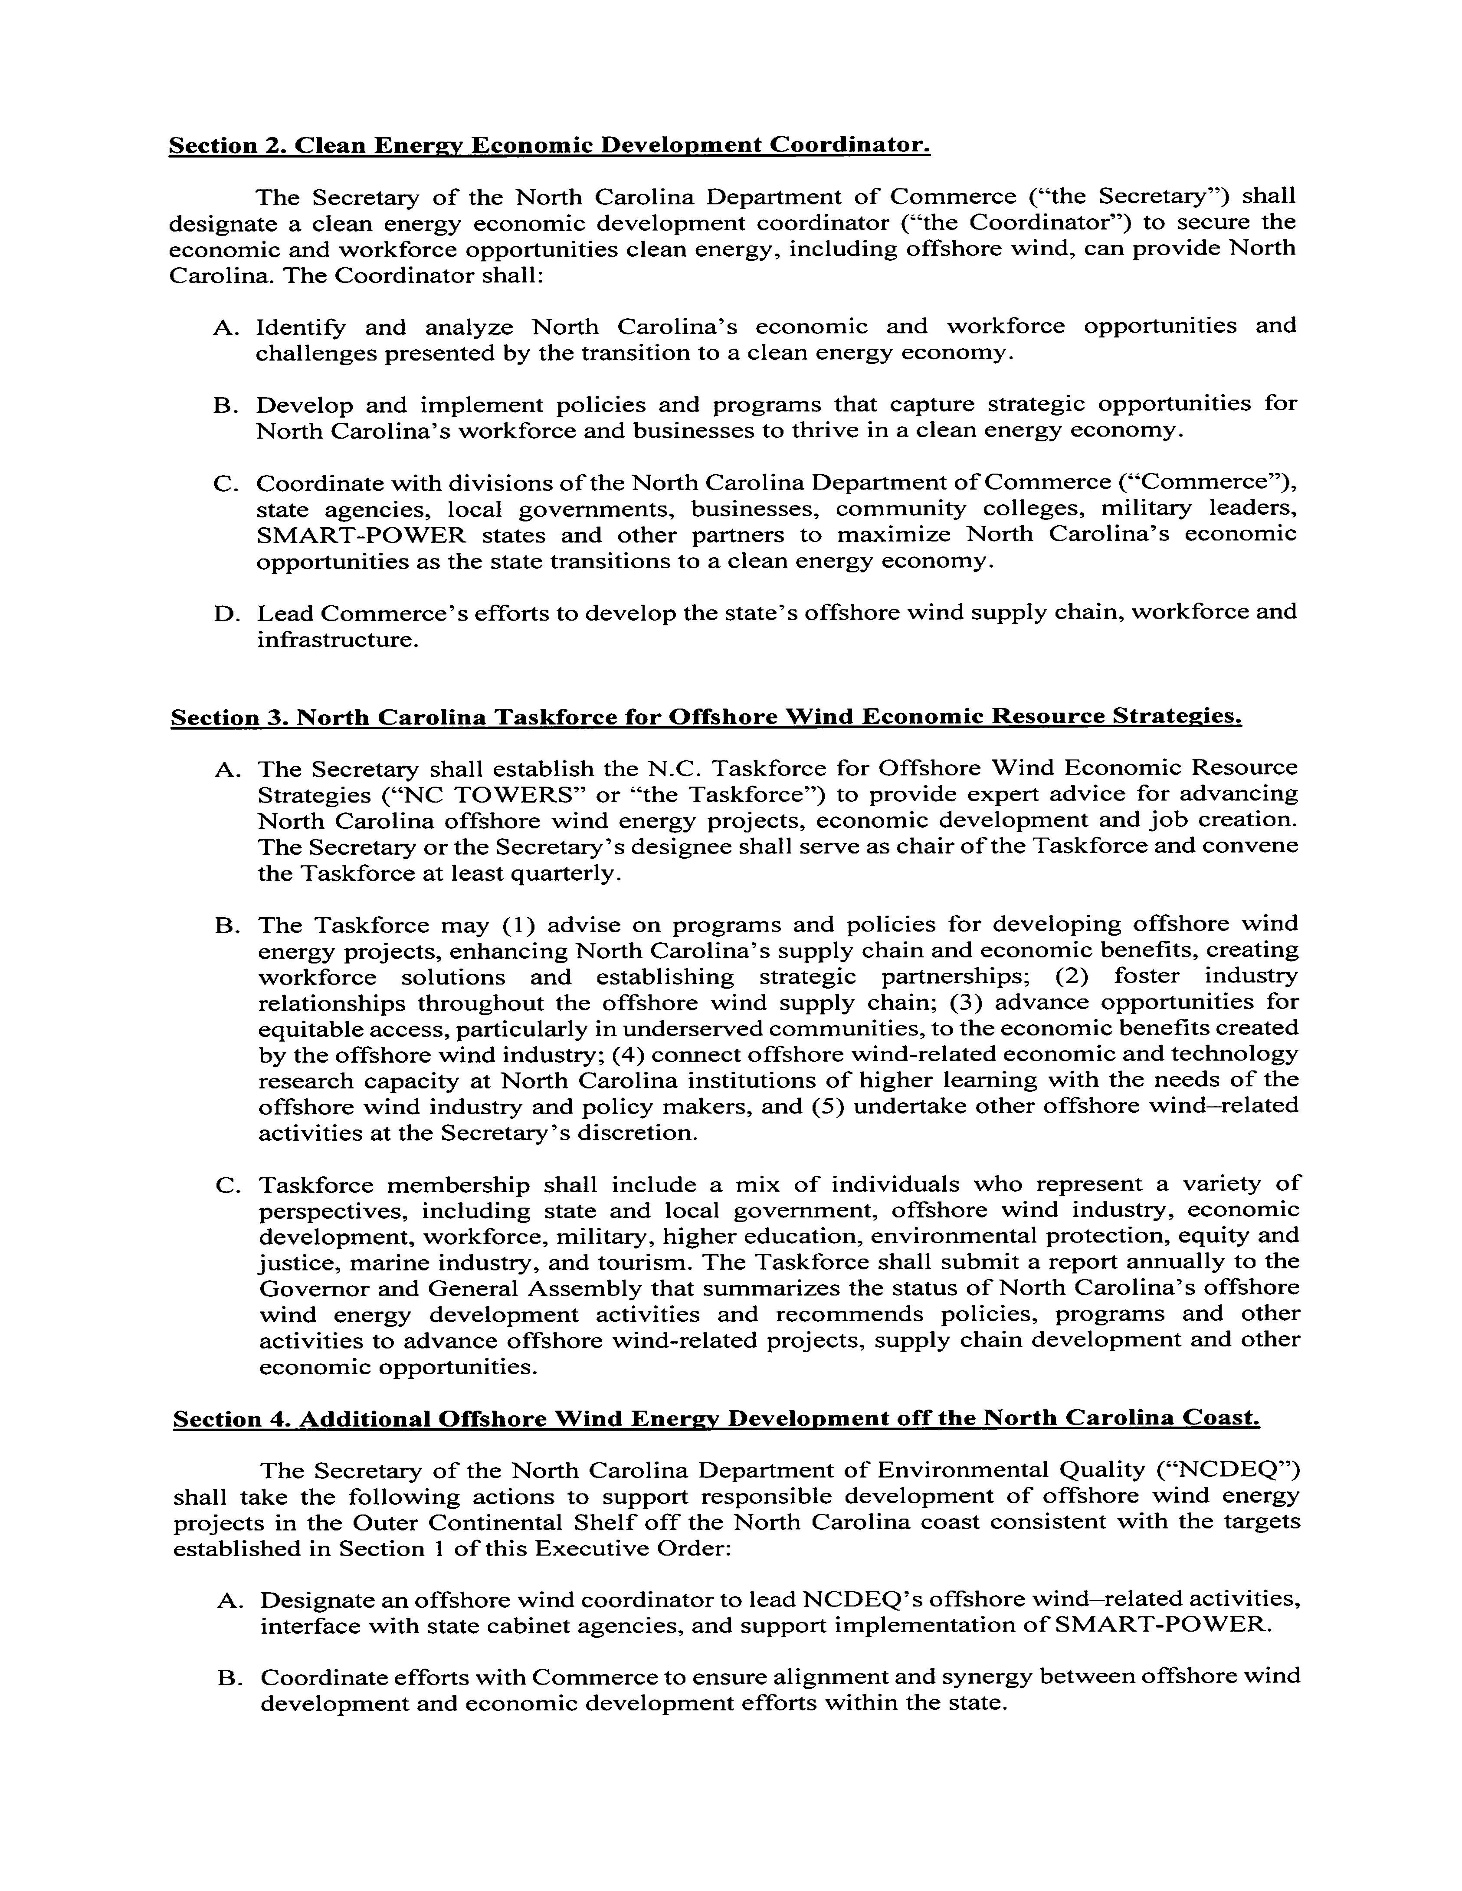 Section 2. Clean Energy Economic Development Coordinator.
The Secretary of the North Carolina Department of Commerce (“the Secretary”) shall
designate a clean energy economic development coordinator (“the Coordinator”) to secure the
economic and workforce opportunities clean energy, including offshore wind, can provide North
Carolina. The Coordinator shall:
A. Identify and analyze North Carolina’s economic and workforce opportunities and
challenges presented by the transition to a clean energy economy.
B. Develop and implement policies and programs that capture strategic opportunities for
North Carolina’s workforce and businesses to thrive in a clean energy economy.
C. Coordinate with divisions of the North Carolina Department of Commerce (“Commerce”),
state agencies, local governments, businesses, community colleges, military leaders,
SMART-POWER states and other partners to maximize North Carolina’s economic
opportunities as the state transitions to a clean energy economy.
D. Lead Commerce’s efforts to develop the state’s offshore wind supply chain, workforce and
infrastructure.
Section 3. North Carolina Taskforce for Offshore Wind Economic Resource Strategies.
A. The Secretary shall establish the N.C. Taskforce for Offshore Wind Economic Resource
Strategies (“NC TOWERS” or “the Taskforce”) to provide expert advice for advancing
North Carolina offshore wind energy projects, economic development and job creation.
The Secretary or the Secretary’s designee shall serve as chair of the Taskforce and convene
the Taskforce at least quarterly.
B. The Taskforce may (1) advise on programs and policies for developing offshore wind
energy projects, enhancing North Carolina’s supply chain and economic benefits, creating
workforce solutions and establishing strategic partnerships; (2) foster industry
relationships throughout the offshore wind supply chain; (3) advance opportunities for
equitable access, particularly in underserved communities, to the economic benefits created
by the offshore wind industry; (4) connect offshore wind-related economic and technology
research capacity at North Carolina institutions of higher learning with the needs of the
offshore wind industry and policy makers, and (5) undertake other offshore wind–related
activities at the Secretary’s discretion.
C. Taskforce membership shall include a mix of individuals who represent a variety of
perspectives, including state and local government, offshore wind industry, economic
development, workforce, military, higher education, environmental protection, equity and
justice, marine industry, and tourism. The Taskforce shall submit a report annually to the
Governor and General Assembly that summarizes the status of North Carolina’s offshore
wind energy development activities and recommends policies, programs and other
activities to advance offshore wind-related projects, supply chain development and other
economic opportunities.
Section 4. Additional Offshore Wind Energy Development off the North Carolina Coast.
The Secretary of the North Carolina Department of Environmental Quality (“NCDEQ”)
shall take the following actions to support responsible development of offshore wind energy
projects in the Outer Continental Shelf off the North Carolina coast consistent with the targets
established in Section 1 of this Executive Order:
A. Designate an offshore wind coordinator to lead NCDEQ’s offshore wind–related activities,
interface with state cabinet agencies, and support implementation of SMART-POWER.
B. Coordinate efforts with Commerce to ensure alignment and synergy between offshore wind
development and economic development efforts within the state.